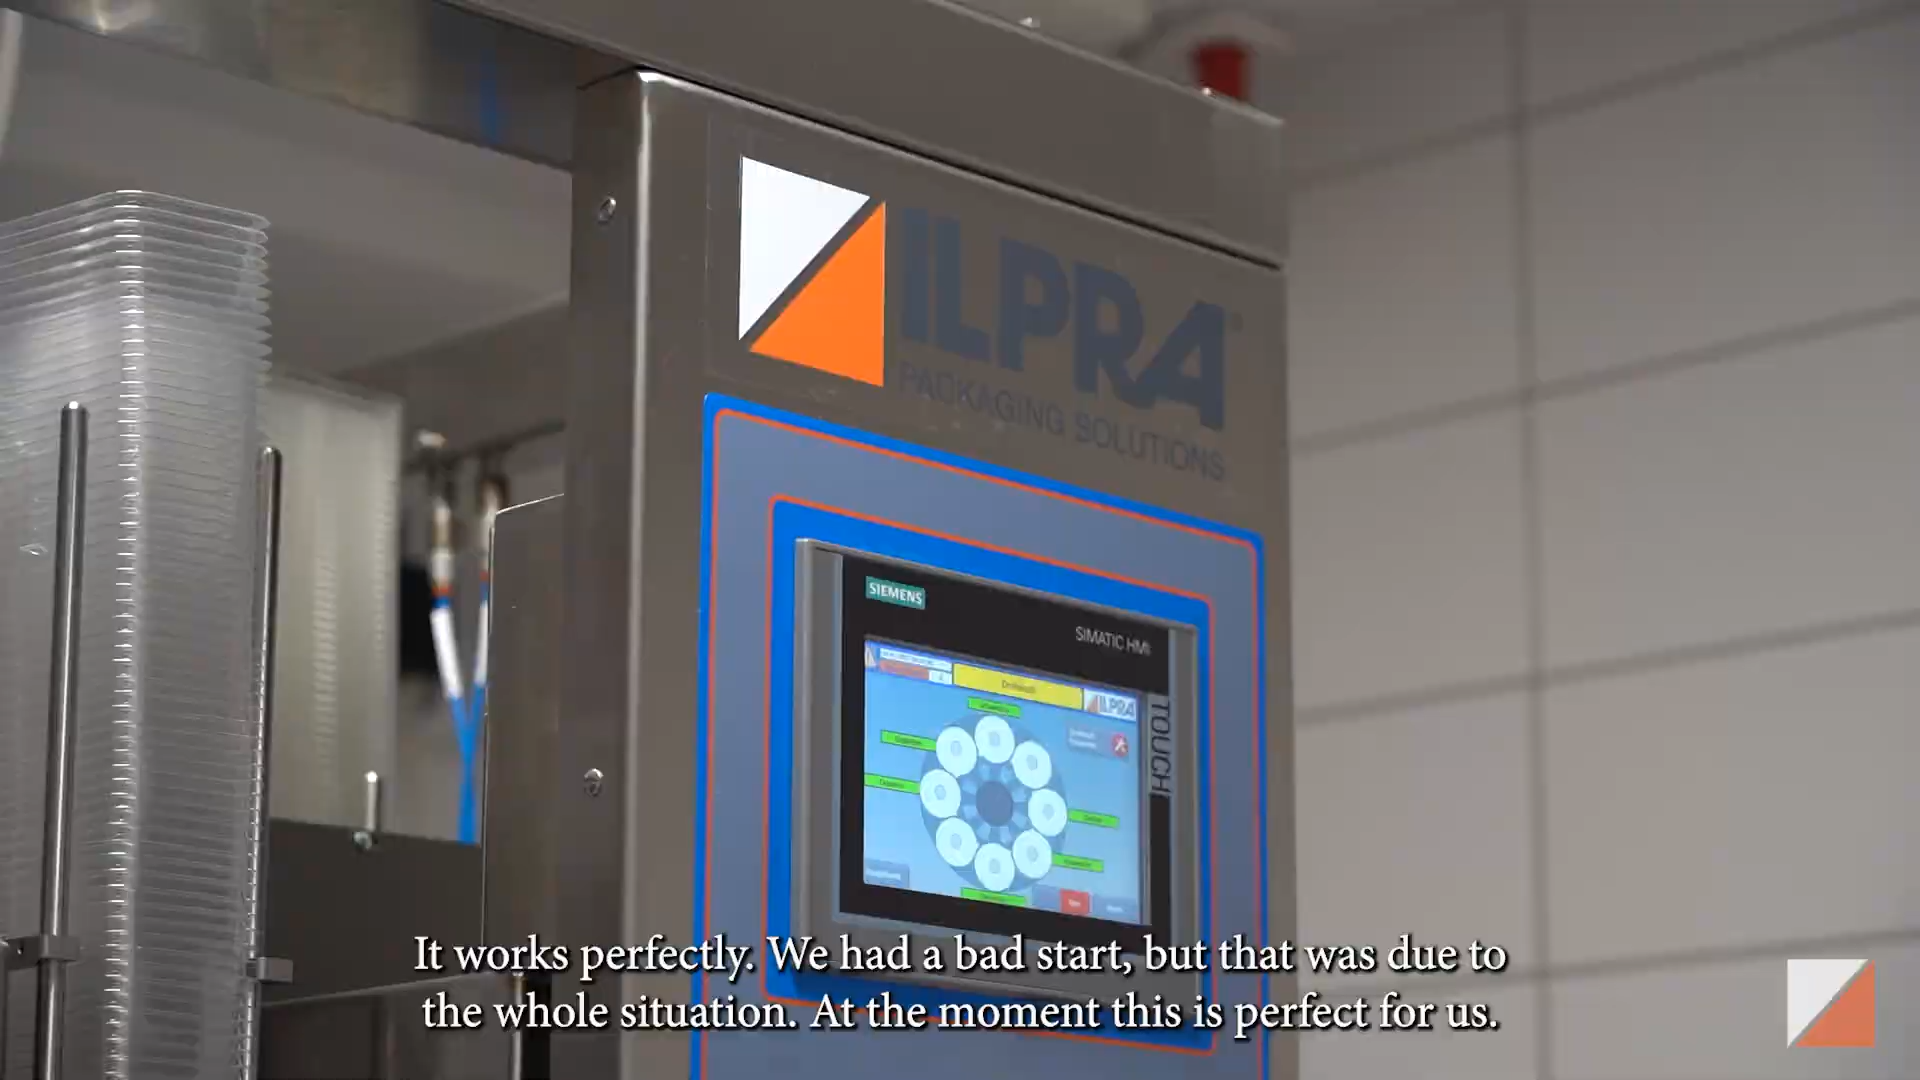 ILPRA
PACKAGING SOLUTIONS
SIEMENS
SIMATIC HMI
ILPRA
TOUCH
It works perfectly. We had a bad start, but that was due to
the whole situation. At the moment this is perfect for us.